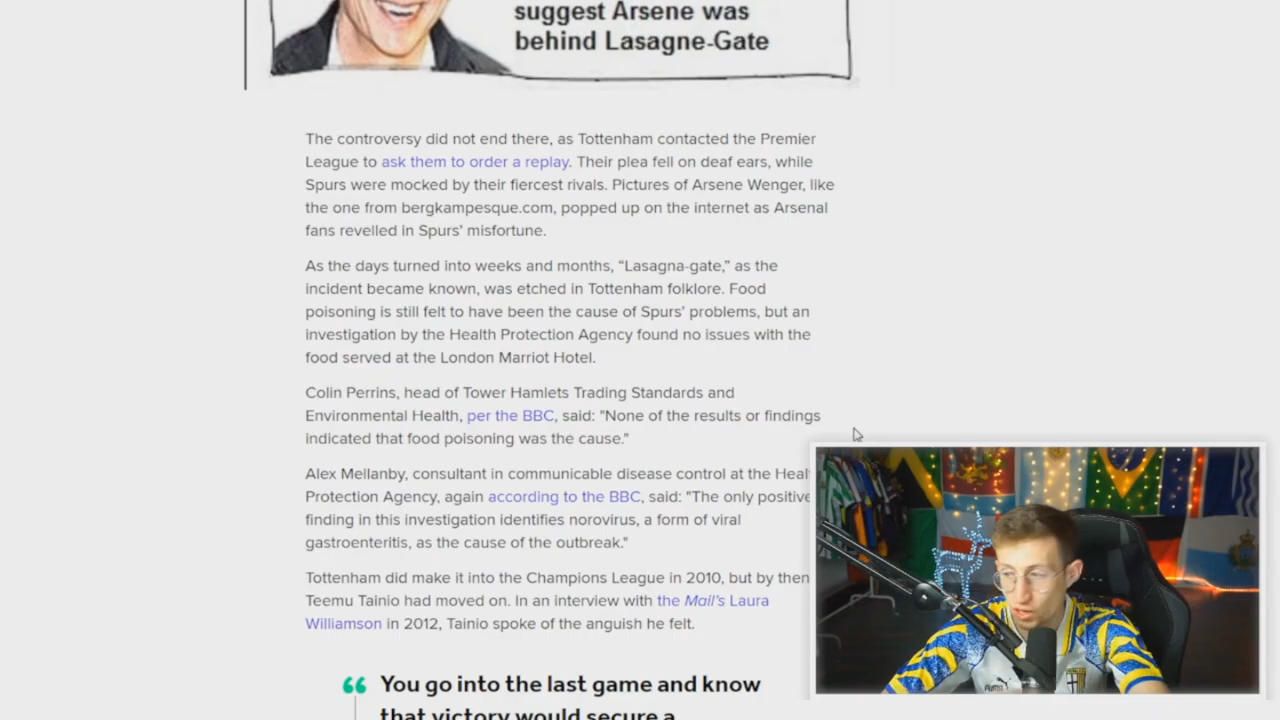 suggest Arsene was
behind Lasagne-Gate
The controversy did not end there, as Tottenham contacted the Premier
League to ask them to order a replay. Their plea fell on deaf ears, while
Spurs were mocked by their fiercest rivals. Pictures of Arsene Wenger, like
the one from bergkampesque.com, popped up on the internet as Arsenal
fans revelled in Spurs’ misfortune.
As the days turned into weeks and months, “Lasagna-gate,” as the
incident became known, was etched in Tottenham folklore. Food
poisoning is still felt to have been the cause of Spurs’ problems, but an
investigation by the Health Protection Agency found no issues with the
food served at the London Marriot Hotel.
Colin Perrins, head of Tower Hamlets Trading Standards and
Environmental Health, per the BBC, said: "None of the results or findings
indicated that food poisoning was the cause."
Alex Mellanby, consultant in communicable disease control at the Heal
Protection Agency, again according to the BBC, said: "The only positive
finding in this investigation identifies norovirus, a form of viral
gastroenteritis, as the cause of the outbreak."
Tottenham did make it into the Champions League in 2010, but by then
Teemu Tainio had moved on. In an interview with the Mail’s Laura
Williamson in 2012, Tainio spoke of the anguish he felt.
“ You go into the last game and know
that victory would secure a